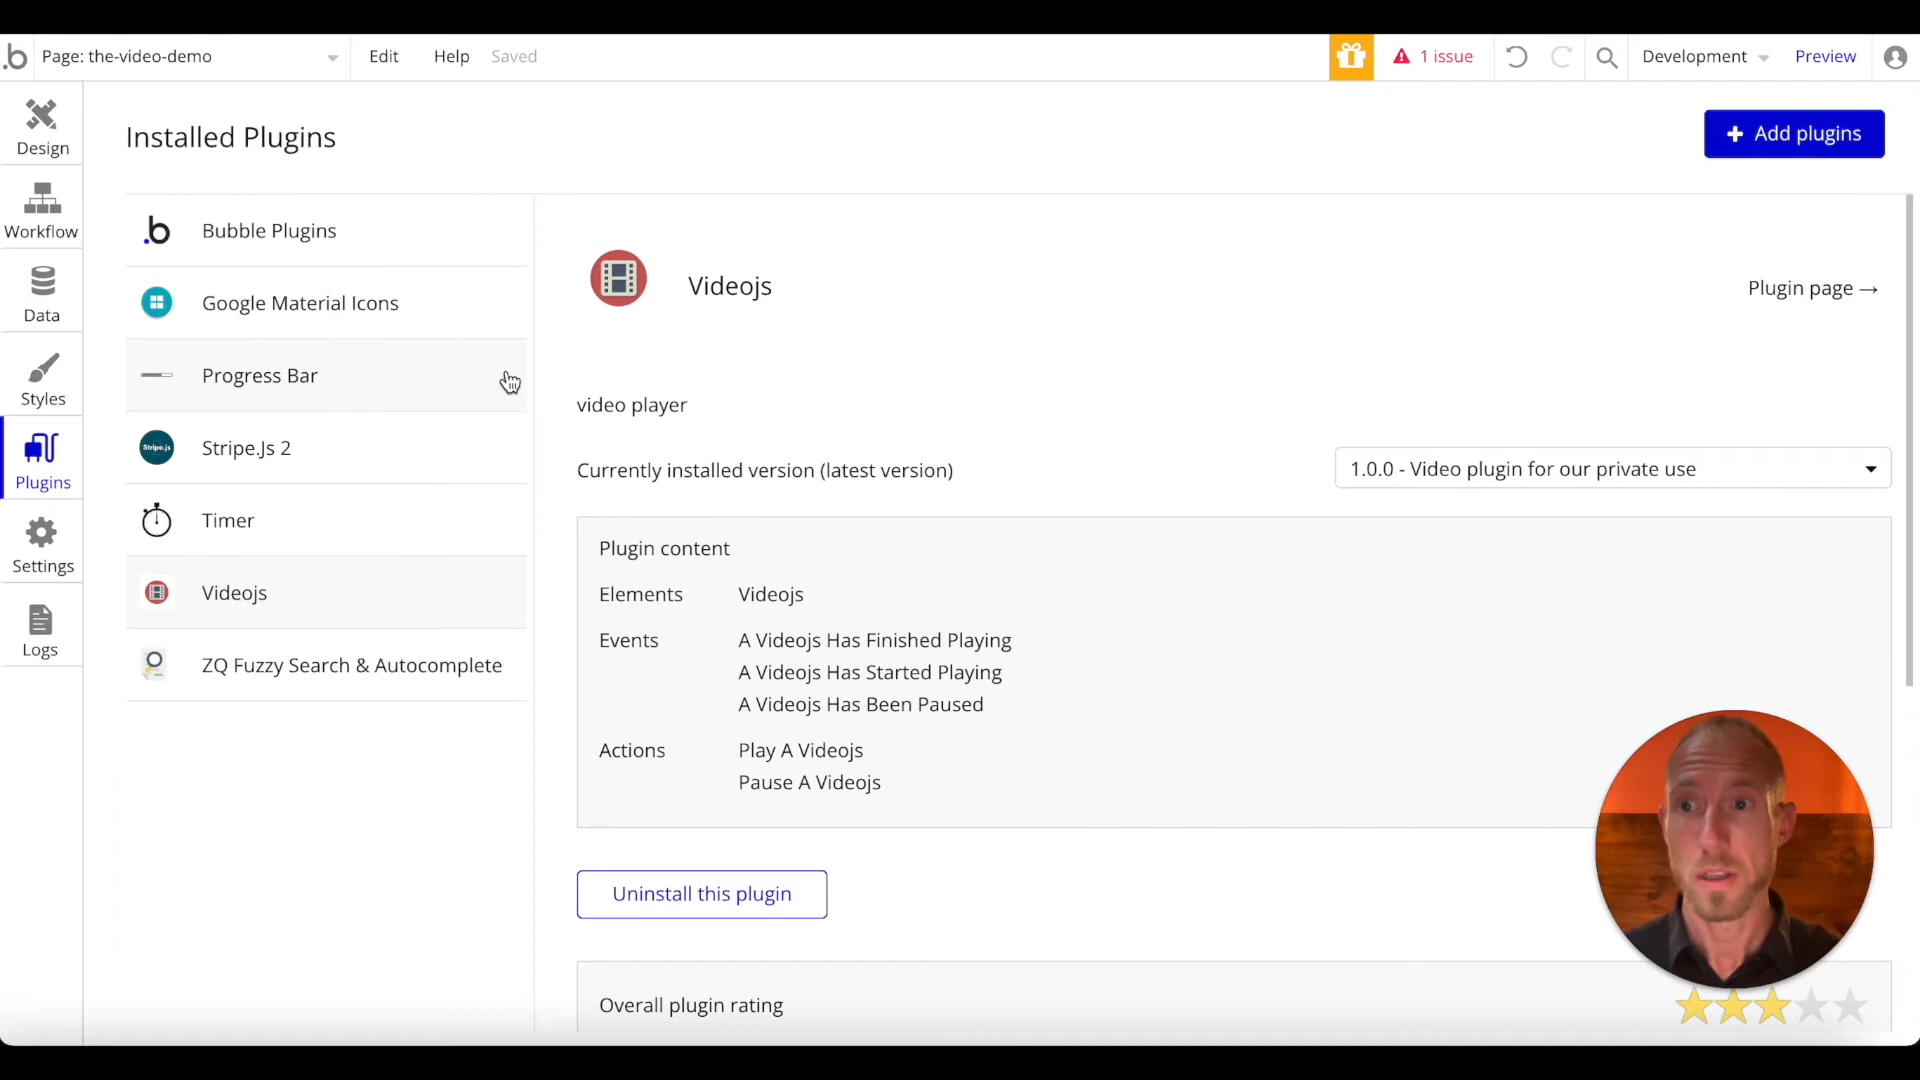 Page: the-video-demo
Edit
Help
Saved
1 issue
Development
Preview
Design
Workflow
Data
Styles
Plugins
Settings
Logs
Installed Plugins
+ Add plugins
.b Bubble Plugins
Google Material Icons
Progress Bar
Stripe.js Stripe.Js 2
Timer
Videojs
ZQ Fuzzy Search & Autocomplete
Videojs
Plugin page →
video player
Currently installed version (latest version)
1.0.0 - Video plugin for our private use
Plugin content
Elements Videojs
Events A Videojs Has Finished Playing
A Videojs Has Started Playing
A Videojs Has Been Paused
Actions Play A Videojs
Pause A Videojs
Uninstall this plugin
Overall plugin rating